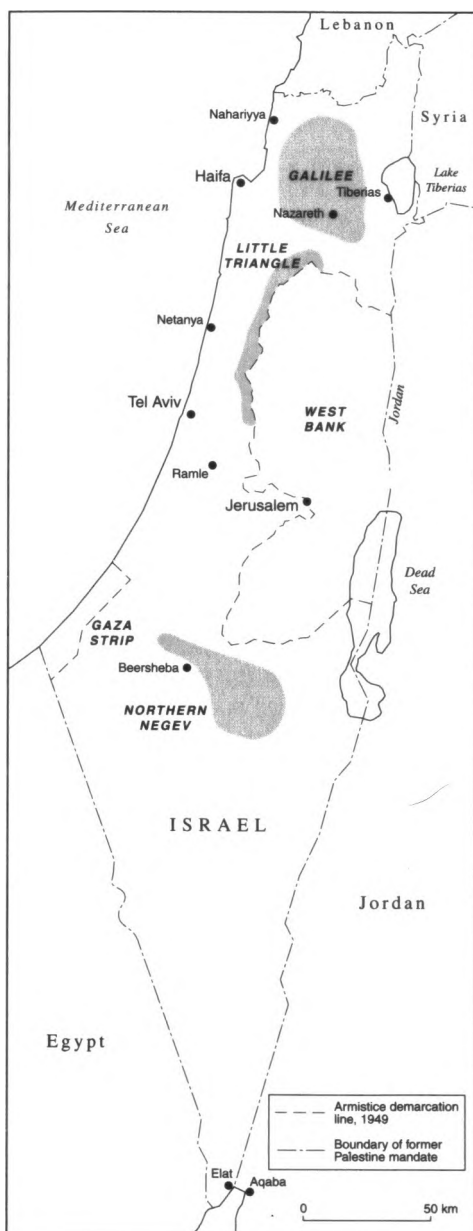 Lebanon
Nahariyya
Syria
Haifa
GALILEE
Tiberias
Lake
Tiberias
Nazareth
Mediterranean
Sea
LITTLE
TRIANGLE
Netanya
Tel Aviv
WEST
BANK
Jordan
Ramle
Jerusalem
Dead
Sea
GAZA
STRIP
Beersheba
NORTHERN
NEGEV
ISRAEL
Jordan
Egypt
Armistice demarcation
line, 1949
Boundary of former
Palestine mandate
Elat
Aqaba
0 50 km